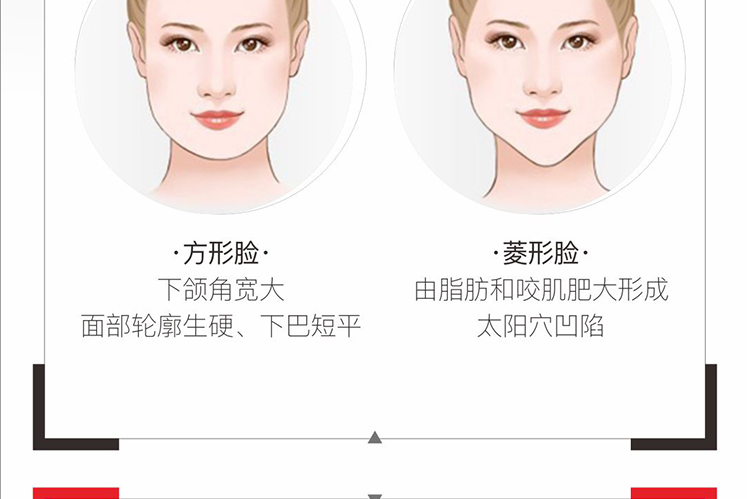 ·方形脸·
下颌角宽大
面部轮廓生硬、下巴短平
·菱形脸·
由脂肪和咬肌肥大形成
太阳穴凹陷